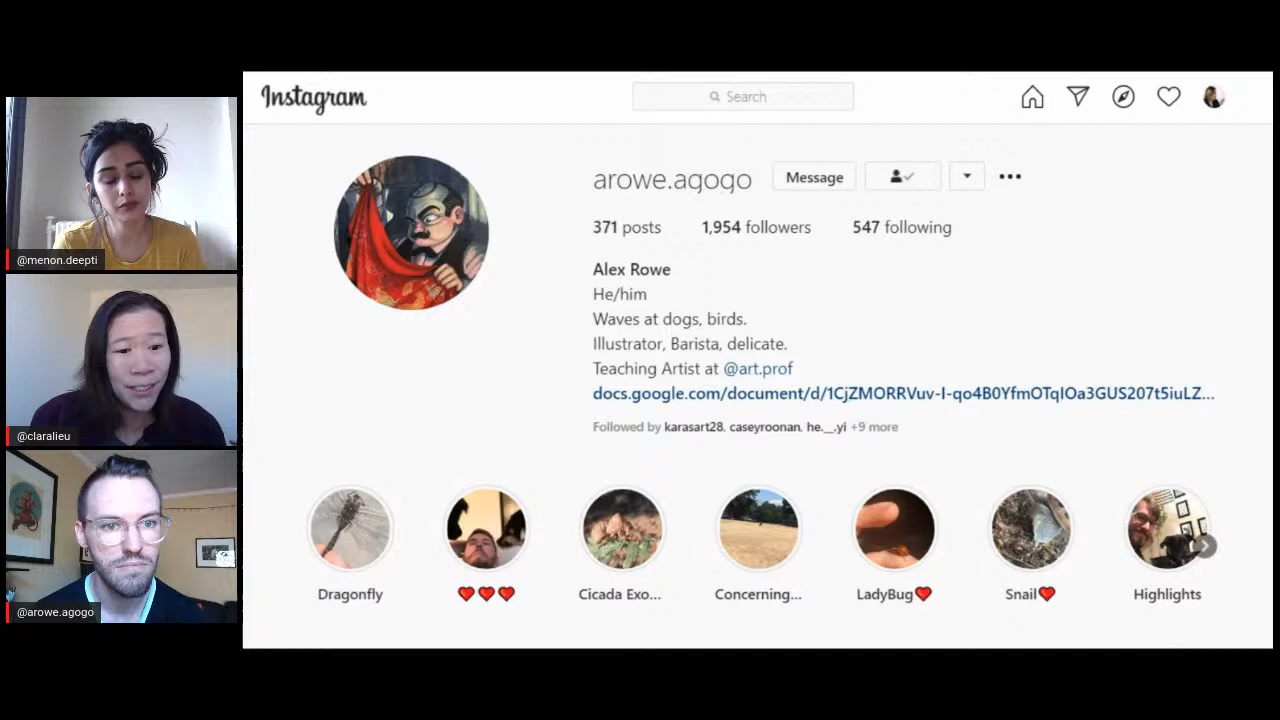 Instagram
Search
arowe.agogo
Message
371 posts 1,954 followers 547 following
Alex Rowe
He/him
Waves at dogs, birds.
Illustrator, Barista, delicate.
Teaching Artist at @art.prof
docs.google.com/document/d/1CjZMORRVuv-I-qo4B0YfmOTqIOa3GUS207t5iuLZ...
Followed by karasart28, caseyroonan, he.__.yi +9 more
Dragonfly
❤❤❤
Cicada Exo...
Concerning...
LadyBug❤
Snail❤
Highlights
@menon.deepti
@claralieu
@arowe.agogo